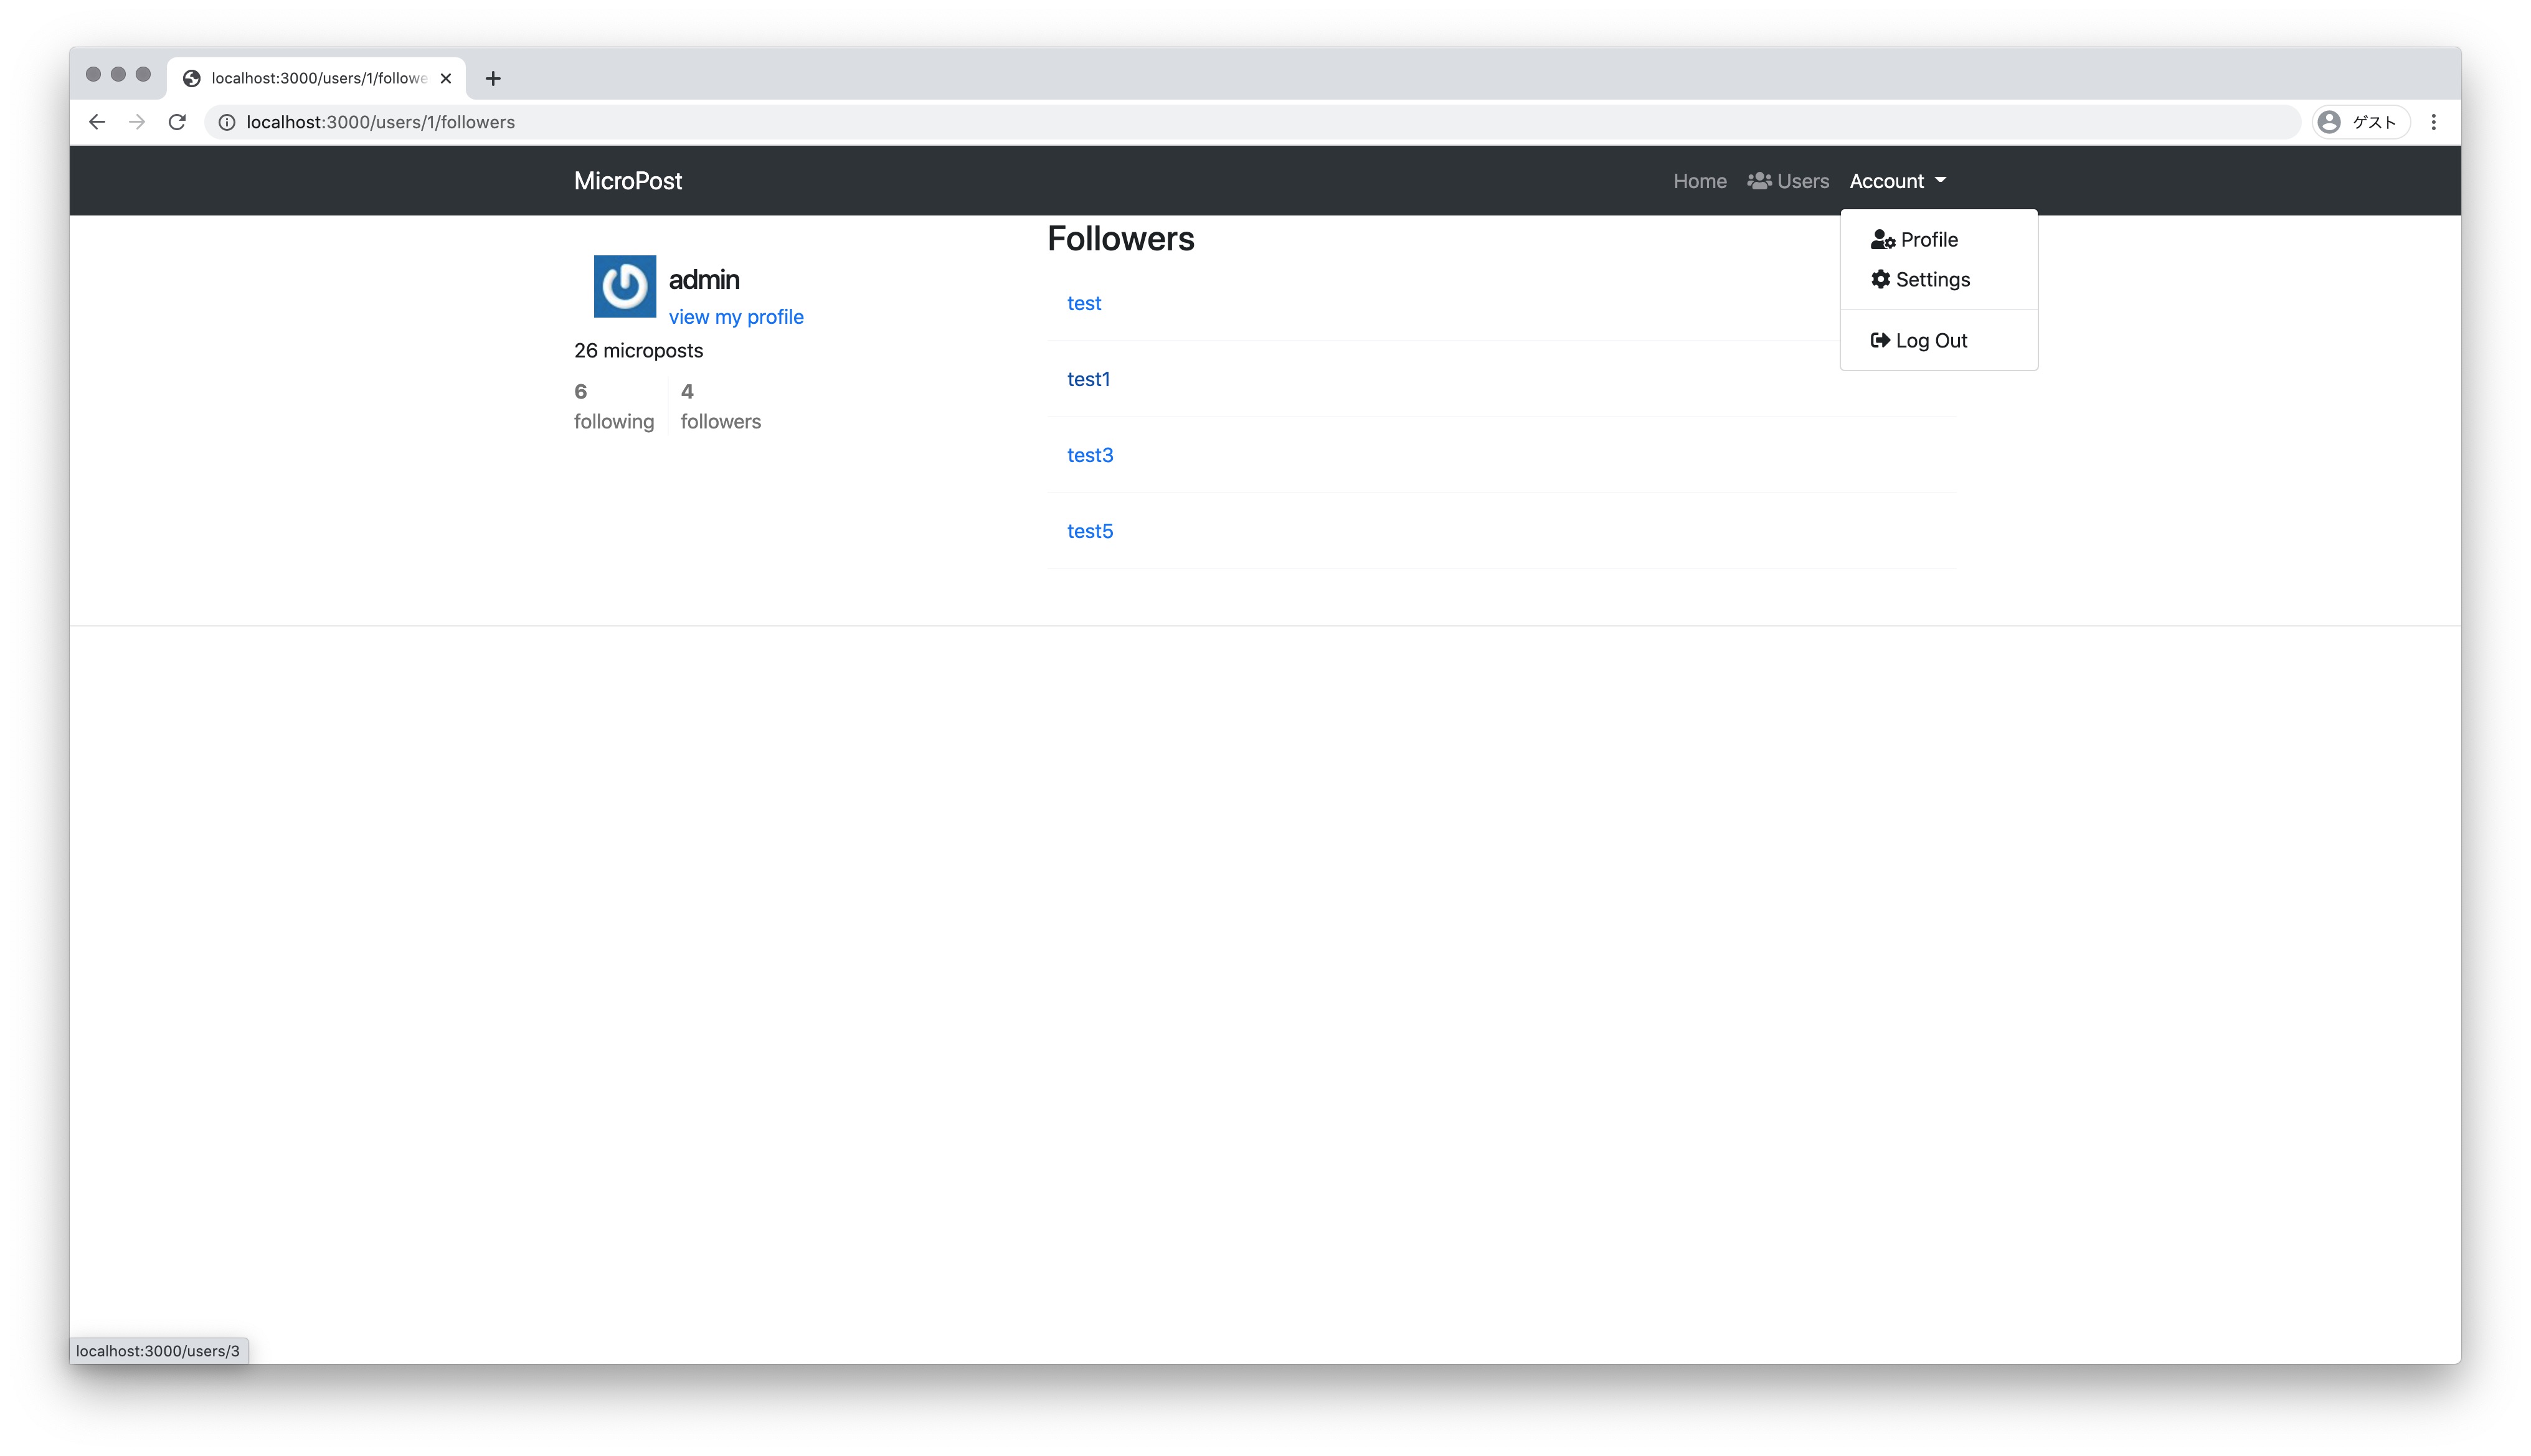 localhost:3000/users/1/followe
localhost:3000/users/1/followers
ゲスト
MicroPost
Home
Users
Account
Profile
Settings
Log Out
admin
view my profile
26 microposts
6
following
4
followers
Followers
test
test1
test3
test5
localhost:3000/users/3